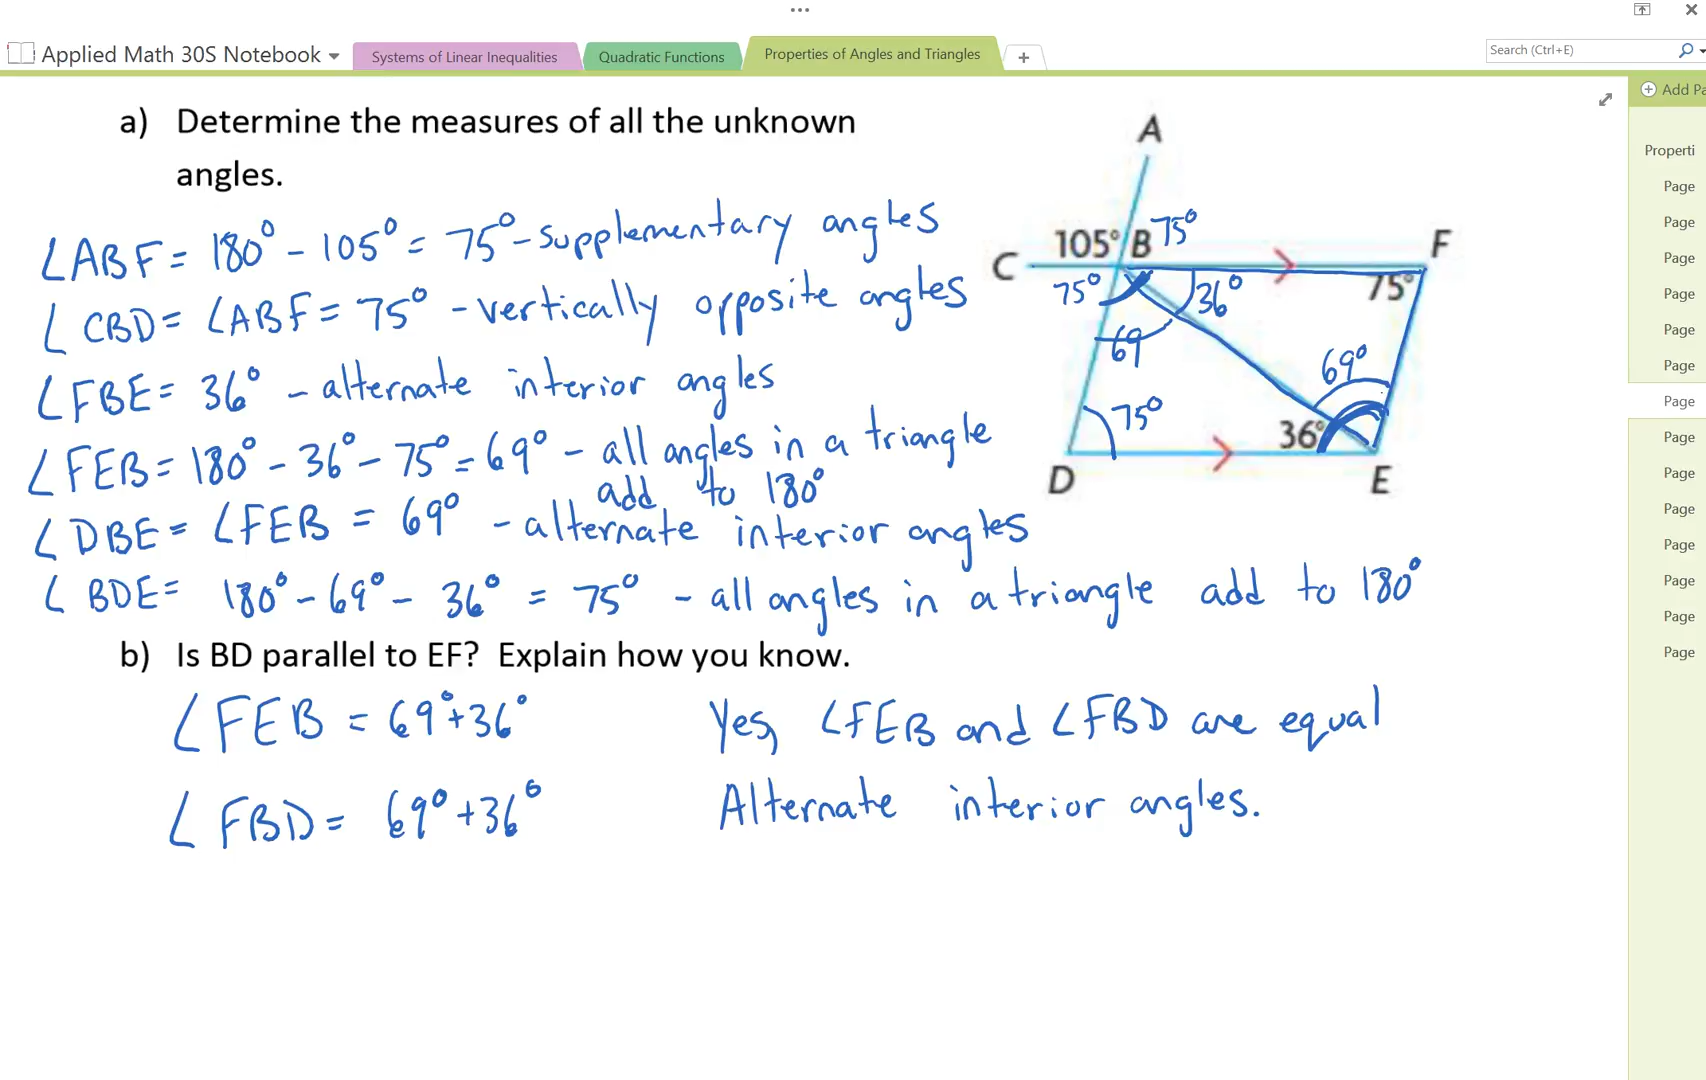 ...
Applied Math 30S Notebook
Systems of Linear Inequalities
Quadratic Functions
Properties of Angles and Triangles
+
Search (Ctrl+E)
Add Pa
a) Determine the measures of all the unknown
angles.
∠ABF = 180° - 105° = 75° - supplementary angles
∠CBD = ∠ABF = 75° - vertically opposite angles
∠FBE = 36° - alternate interior angles
∠FEB = 180° - 36° - 75° = 69° - all angles in a triangle
add to 180°
∠DBE = ∠FEB = 69° - alternate interior angles
∠BDE = 180° - 69° - 36° = 75° - all angles in a triangle add to 180°
A
105° B 75°
F
C
75°
36°
75°
69
69°
75°
36°
D
E
b) Is BD parallel to EF? Explain how you know.
∠FEB = 69° + 36°
Yes, ∠FEB and ∠FBD are equal
∠FBD = 69° + 36°
Alternate interior angles.
Properti
Page
Page
Page
Page
Page
Page
Page
Page
Page
Page
Page
Page
Page
Page